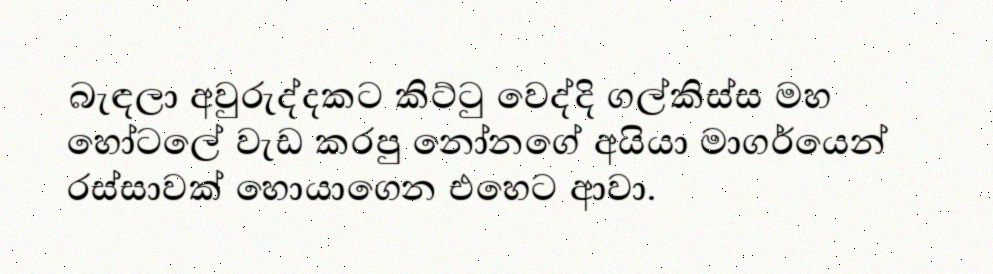 බැඳලා අවුරුද්දකට කිට්ටු වෙද්දි ගල්කිස්ස මහ
හෝටලේ වැඩ කරපු නෝනගේ අයියා මාගර්යෙන්
රස්සාවක් හොයාගෙන එහෙට ආවා.